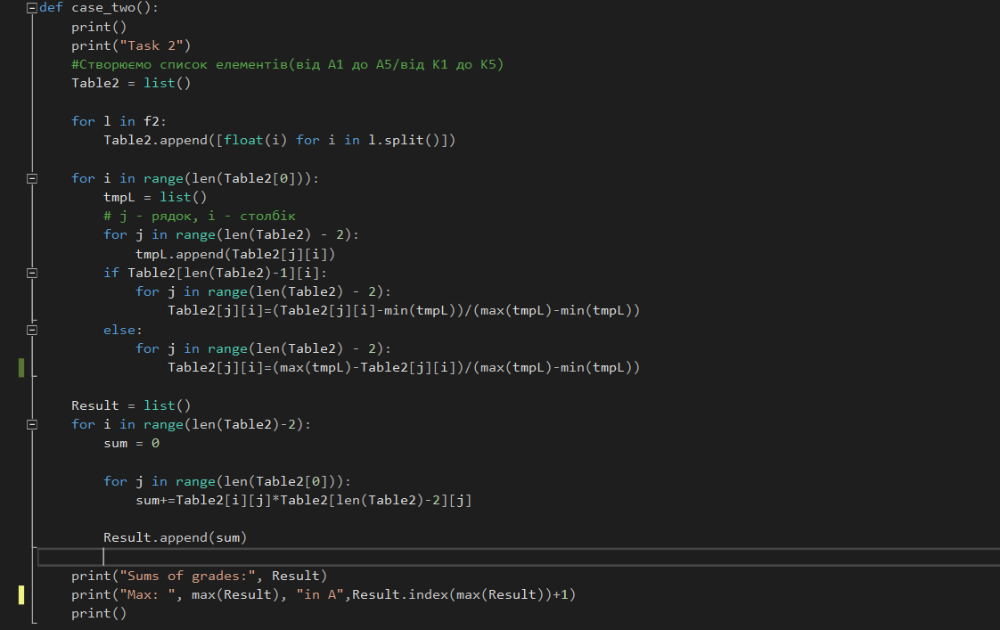 def case_two():
    print()
    print("Task 2")
    #Створюємо список елементів(від A1 до A5/від K1 до K5)
    Table2 = list()

    for l in f2:
        Table2.append([float(i) for i in l.split()])

    for i in range(len(Table2[0])):
        tmpL = list()
        # j - рядок, i - столбік
        for j in range(len(Table2) - 2):
            tmpL.append(Table2[j][i])
        if Table2[len(Table2)-1][i]:
            for j in range(len(Table2) - 2):
                Table2[j][i]=(Table2[j][i]-min(tmpL))/(max(tmpL)-min(tmpL))
        else:
            for j in range(len(Table2) - 2):
                Table2[j][i]=(max(tmpL)-Table2[j][i])/(max(tmpL)-min(tmpL))

    Result = list()
    for i in range(len(Table2)-2):
        sum = 0

        for j in range(len(Table2[0])):
            sum+=Table2[i][j]*Table2[len(Table2)-2][j]

        Result.append(sum)

    print("Sums of grades:", Result)
    print("Max: ", max(Result), "in A",Result.index(max(Result))+1)
    print()